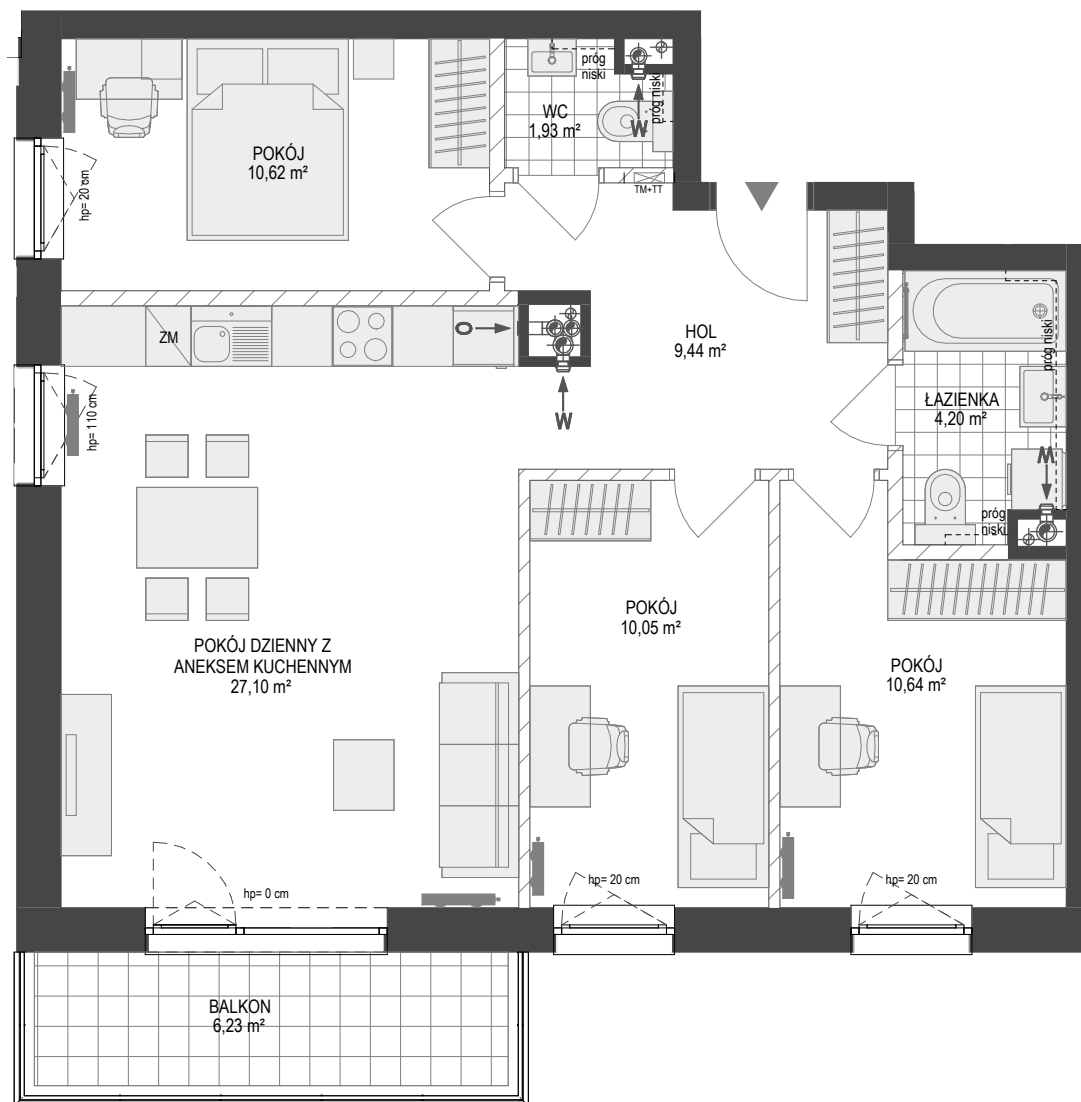 próg
niski
próg niski
WC
1,93 m²
W
TM+TT
POKÓJ
10,62 m²
hp= 20 cm
ZM
O
W
HOL
9,44 m²
próg niski
ŁAZIENKA
4,20 m²
hp= 110 cm
W
próg
niski
POKÓJ
10,05 m²
POKÓJ DZIENNY Z
ANEKSEM KUCHENNYM
27,10 m²
POKÓJ
10,64 m²
hp= 0 cm
hp= 20 cm
hp= 20 cm
BALKON
6,23 m²